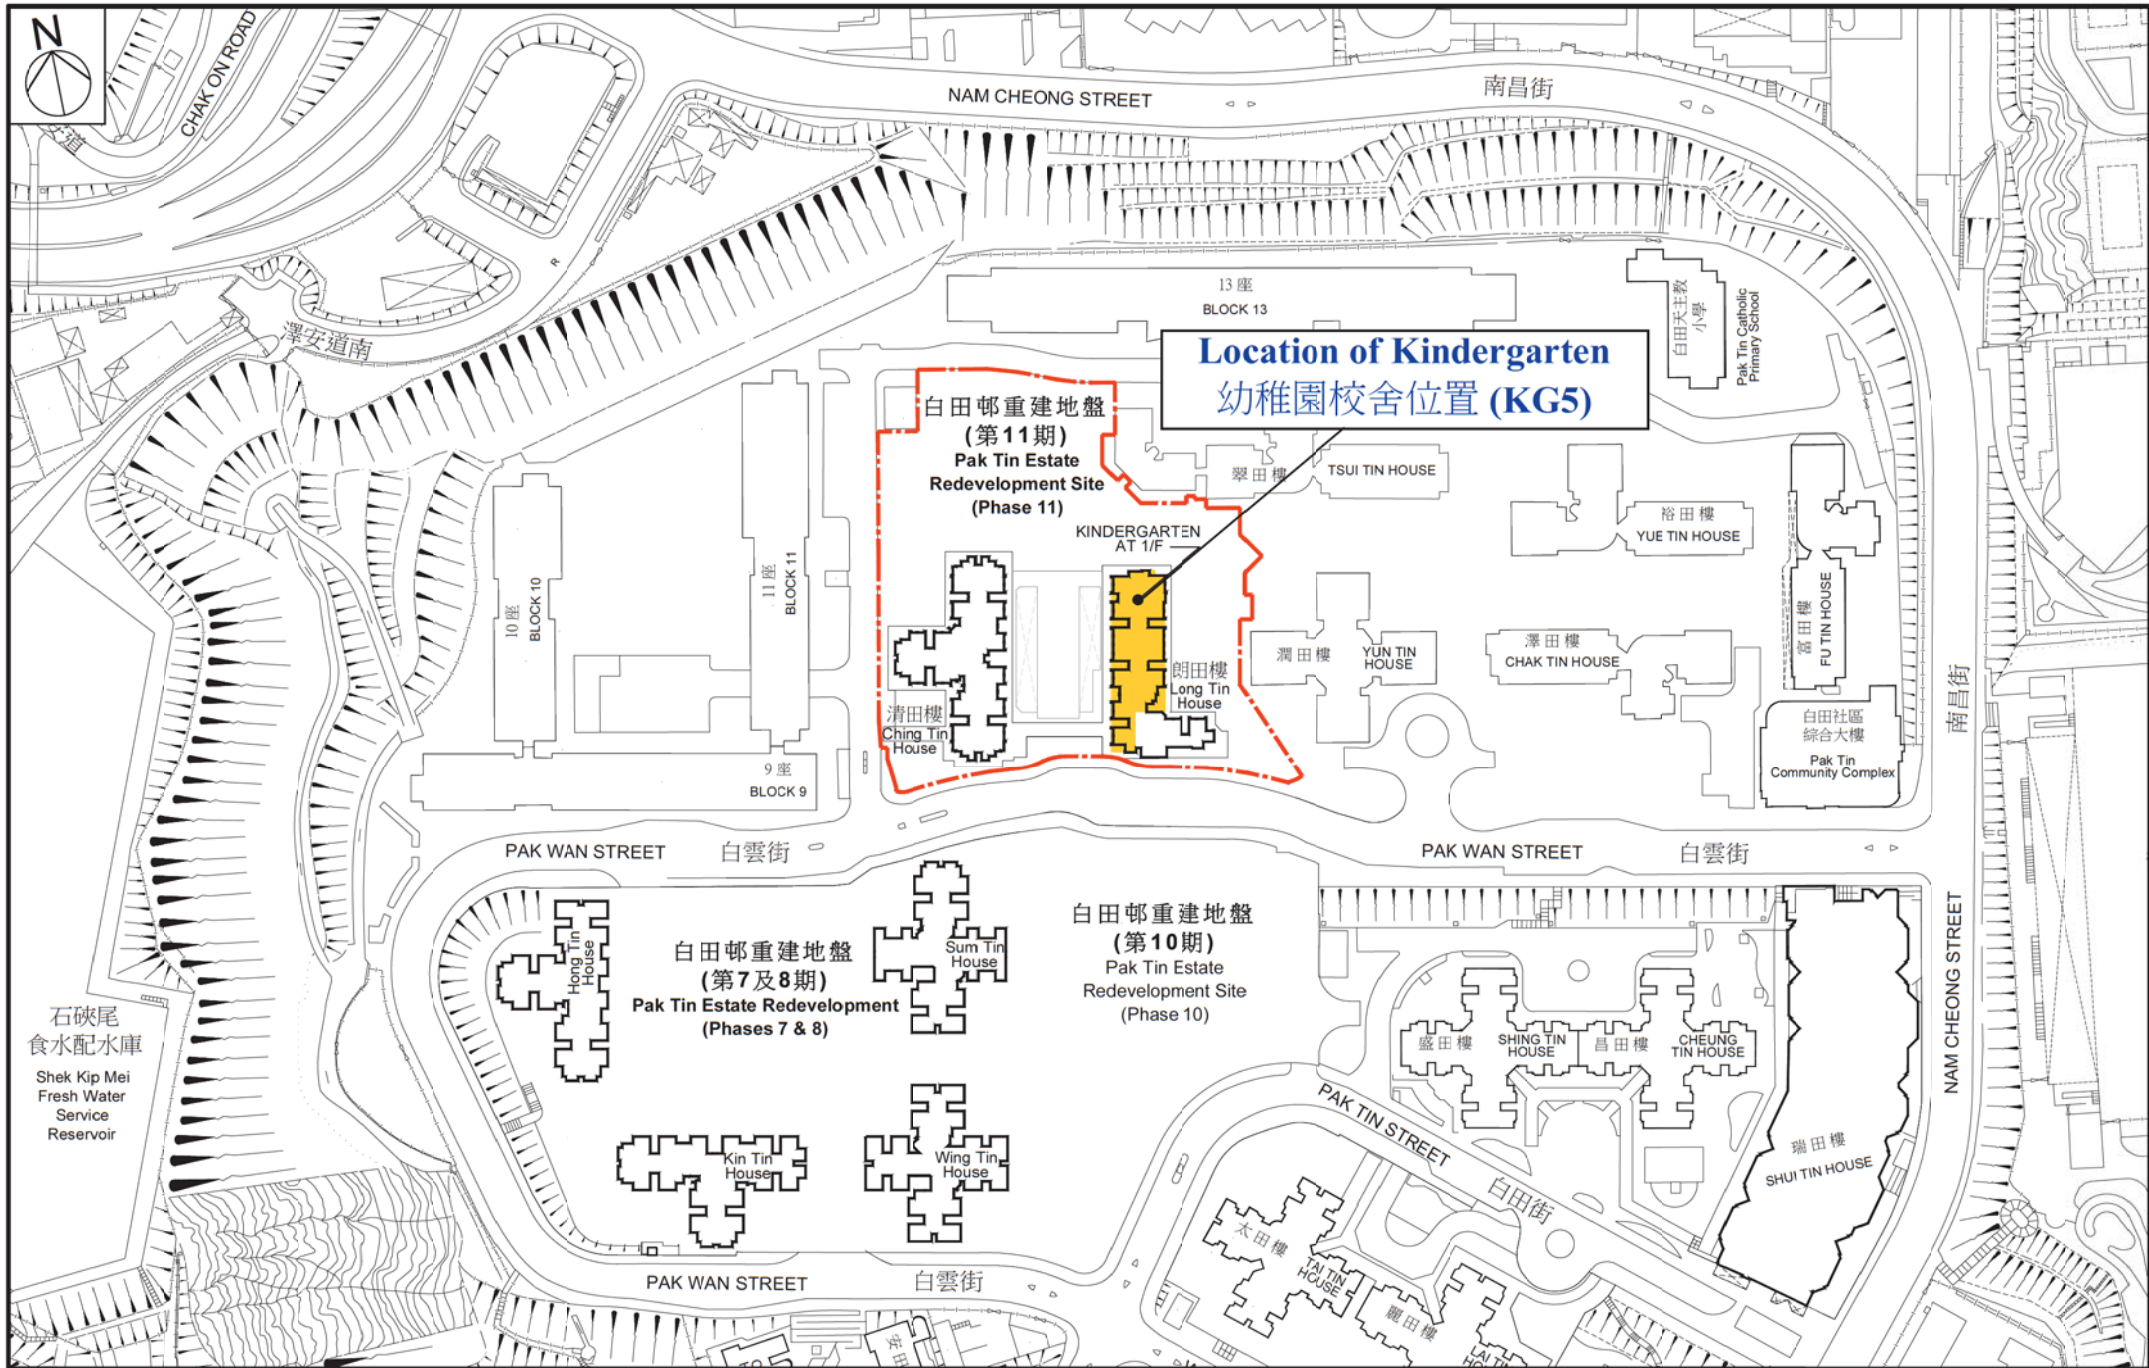 N
CHAK ON ROAD
NAM CHEONG STREET
南昌街
澤安道南
R
13 座
BLOCK 13
白田天主教
小學
Pak Tin Catholic
Primary School
Location of Kindergarten
幼稚園校舍位置 (KG5)
白田邨重建地盤
(第11期)
Pak Tin Estate
Redevelopment Site
(Phase 11)
翠田樓
TSUI TIN HOUSE
KINDERGARTEN
AT 1/F
裕田樓
YUE TIN HOUSE
10 座
BLOCK 10
11 座
BLOCK 11
富田樓
FU TIN HOUSE
潤田樓
YUN TIN
HOUSE
澤田樓
CHAK TIN HOUSE
朗田樓
Long Tin
House
清田樓
Ching Tin
House
南昌街
白田社區
綜合大樓
Pak Tin
Community Complex
9 座
BLOCK 9
PAK WAN STREET
白雲街
PAK WAN STREET
白雲街
Hong Tin
House
白田邨重建地盤
(第7及8期)
Pak Tin Estate Redevelopment
(Phases 7 & 8)
Sum Tin
House
白田邨重建地盤
(第10期)
Pak Tin Estate
Redevelopment Site
(Phase 10)
NAM CHEONG STREET
石硤尾
食水配水庫
Shek Kip Mei
Fresh Water
Service
Reservoir
盛田樓
SHING TIN
HOUSE
昌田樓
CHEUNG
TIN HOUSE
PAK TIN STREET
白田街
瑞田樓
SHUI TIN HOUSE
Kin Tin
House
Wing Tin
House
太田樓
TAI TIN
HOUSE
麗田樓
LAI TIN
PAK WAN STREET
白雲街
安田